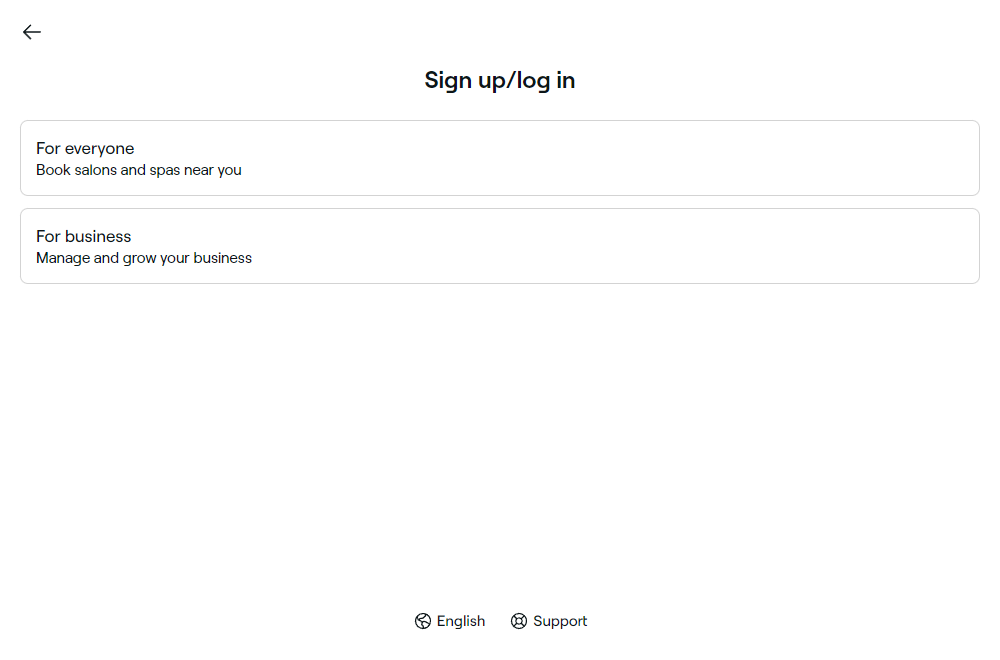 Sign up/log in
For everyone
Book salons and spas near you
For business
Manage and grow your business
English Support